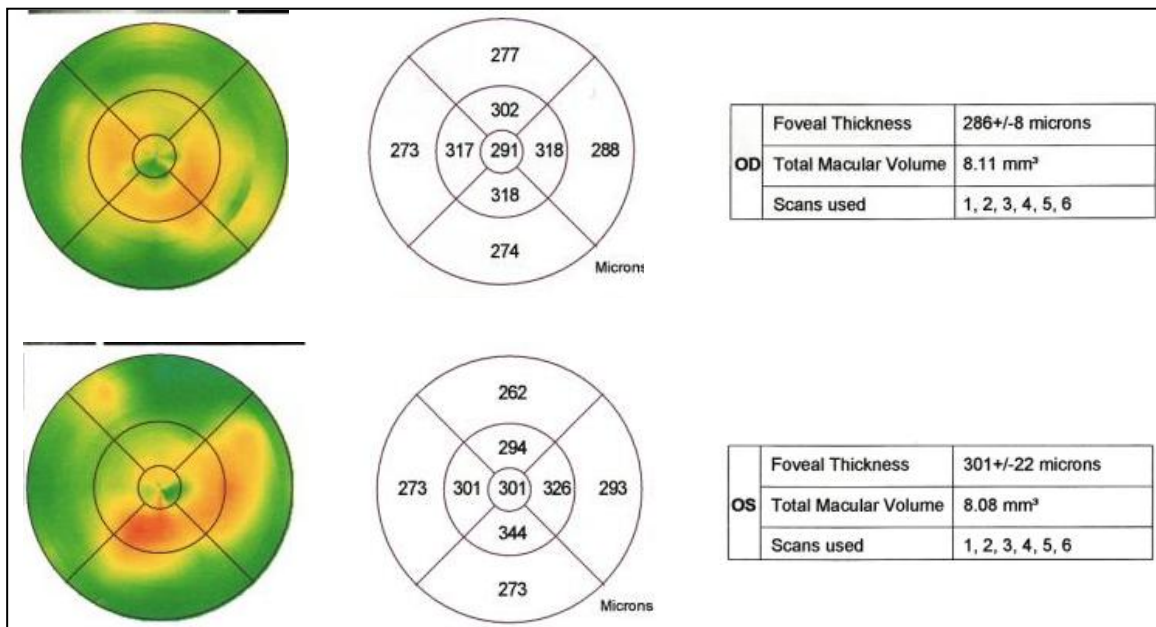 277
302
273 317 291 318 288
318
274
Microns
OD
Foveal Thickness 286+/-8 microns
Total Macular Volume 8.11 mm³
Scans used 1, 2, 3, 4, 5, 6
262
294
273 301 301 326 293
344
273
Microns
OS
Foveal Thickness 301+/-22 microns
Total Macular Volume 8.08 mm³
Scans used 1, 2, 3, 4, 5, 6